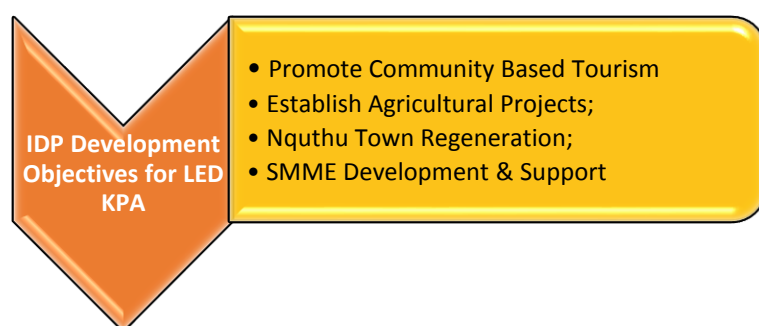 IDP Development
Objectives for LED
KPA
• Promote Community Based Tourism
• Establish Agricultural Projects;
• Nquthu Town Regeneration;
• SMME Development & Support